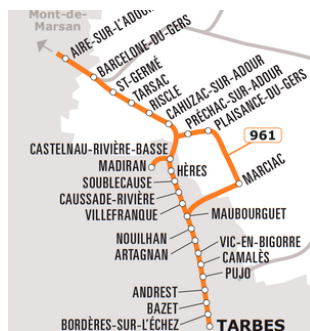 Mont-de-
Marsan
AIRE-SUR-L'ADOUR
BARCELONE-DU-GERS
ST-GERMÉ
TARSAC
RISCLE
CAHUZAC-SUR-ADOUR
PRÉCHAC-SUR-ADOUR
PLAISANCE-DU-GERS
961
CASTELNAU-RIVIÈRE-BASSE
MADIRAN
HÈRES
SOUBLECAUSE
MARCIAC
CAUSSADE-RIVIÈRE
VILLEFRANQUE
MAUBOURGUET
NOUILHAN
VIC-EN-BIGORRE
ARTAGNAN
CAMALÈS
PUJO
ANDREST
BAZET
BORDÈRES-SUR-L'ÉCHEZ
TARBES